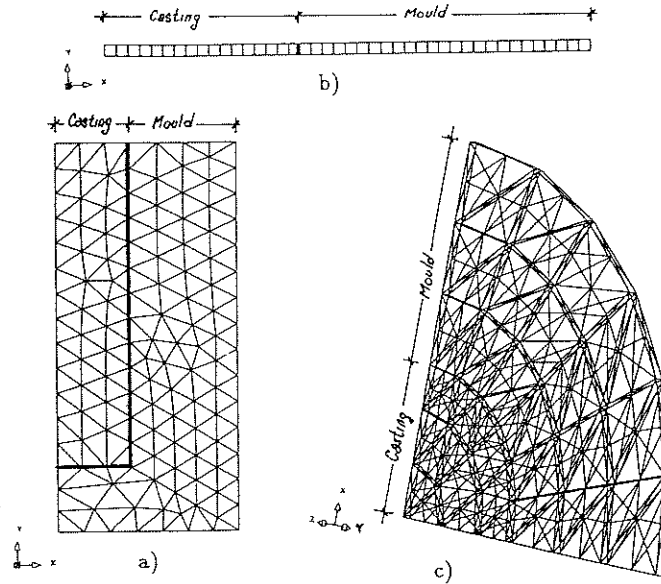 Casting Mould
Y
X
b)
Casting Mould
Mould
Casting
X
Z Y
Y
X
a)
c)